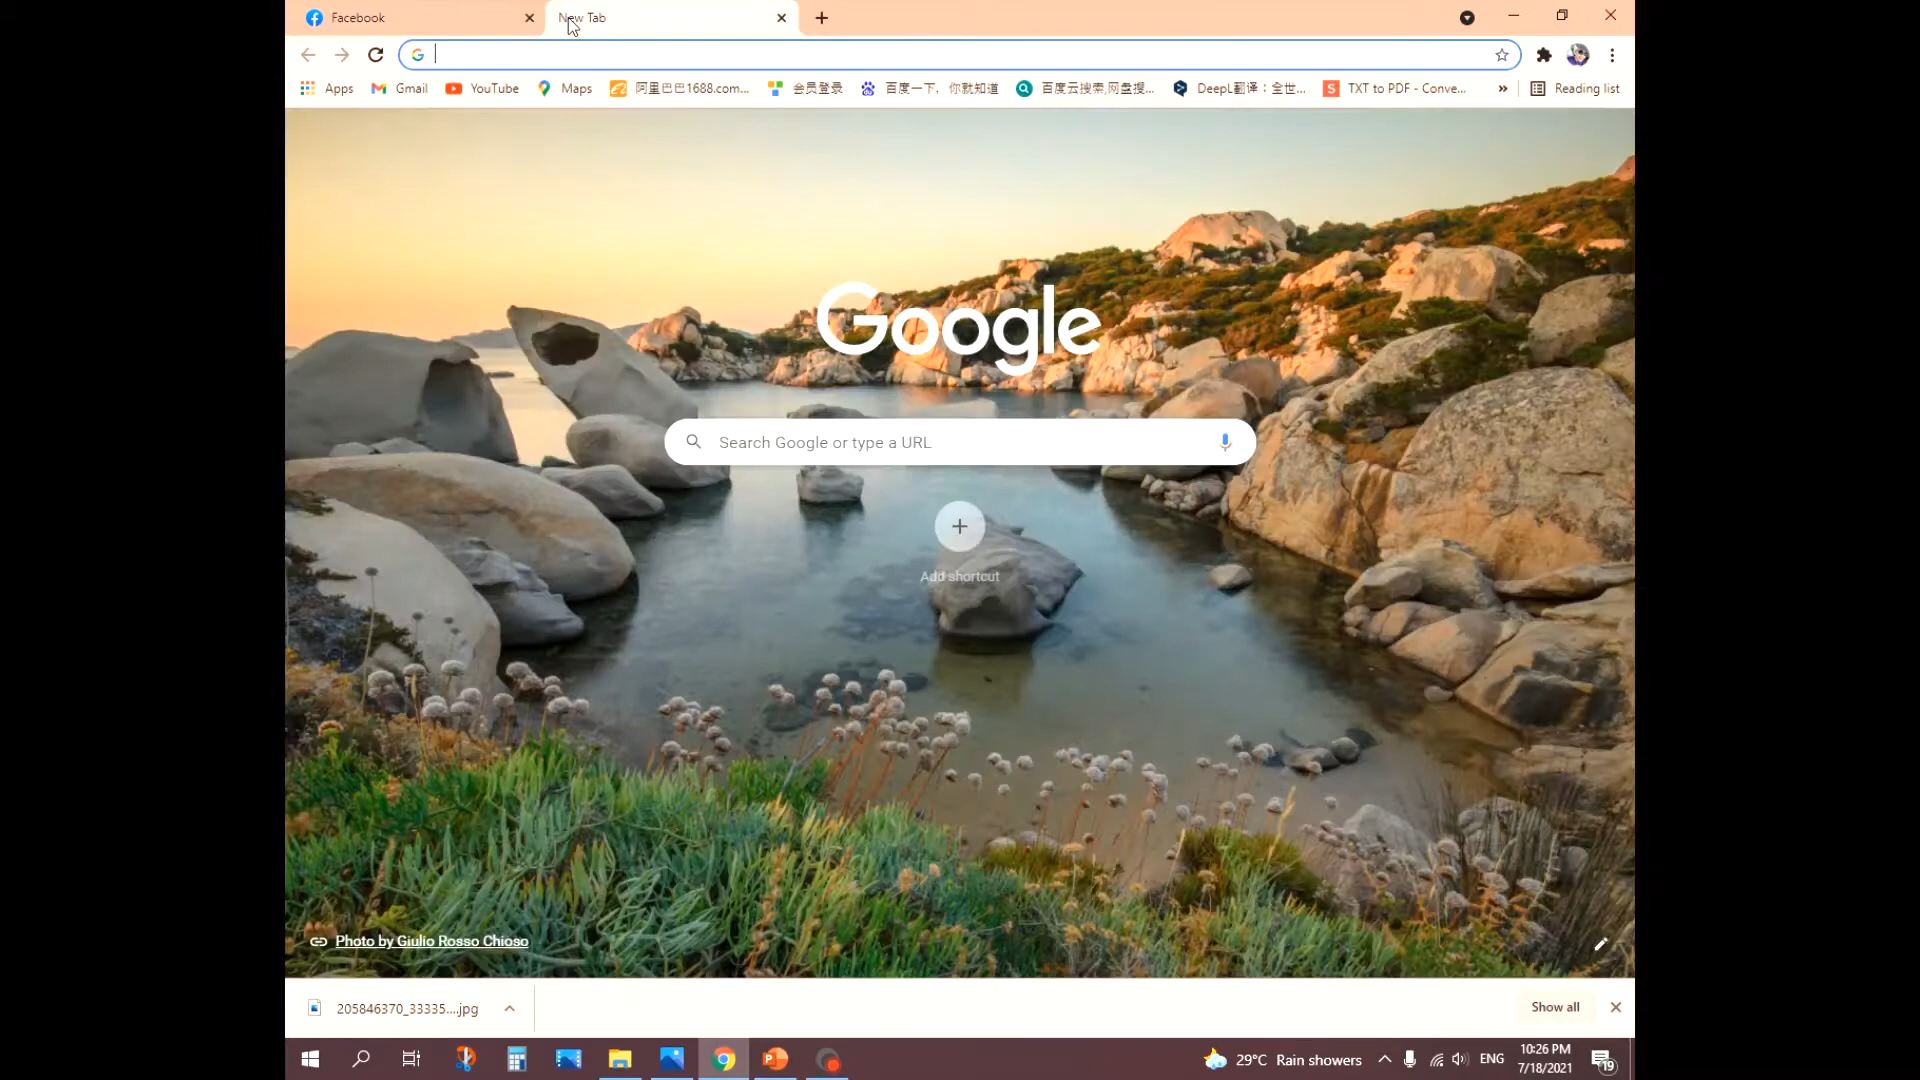 Facebook
New Tab
Apps Gmail YouTube Maps 阿里巴巴1688.com... 会员登录 百度一下，你就知道 百度云搜索,网盘搜... DeepL翻译：全世... TXT to PDF - Conve... » Reading list
Google
Search Google or type a URL
Add shortcut
Photo by Giulio Rosso Chioso
205846370_33335....jpg
Show all
29°C Rain showers
ENG
10:26 PM
7/18/2021
19